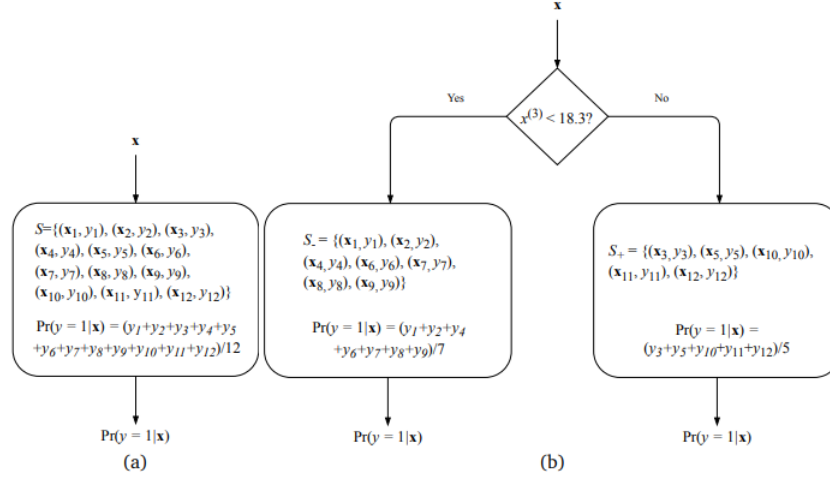 x
Yes
No
x⁽³⁾ < 18.3?
x
S={(x₁, y₁), (x₂, y₂), (x₃, y₃),
(x₄, y₄), (x₅, y₅), (x₆, y₆),
(x₇, y₇), (x₈, y₈), (x₉, y₉),
(x₁₀, y₁₀), (x₁₁, y₁₁), (x₁₂, y₁₂)}
Pr(y = 1|x) = (y₁+y₂+y₃+y₄+y₅
+y₆+y₇+y₈+y₉+y₁₀+y₁₁+y₁₂)/12
Pr(y = 1|x)
(a)
S₋ = {(x₁, y₁), (x₂, y₂),
(x₄, y₄), (x₆, y₆), (x₇, y₇),
(x₈, y₈), (x₉, y₉)}
Pr(y = 1|x) = (y₁+y₂+y₄
+y₆+y₇+y₈+y₉)/7
Pr(y = 1|x)
S₊ = {(x₃, y₃), (x₅, y₅), (x₁₀, y₁₀),
(x₁₁, y₁₁), (x₁₂, y₁₂)}
Pr(y = 1|x) =
(y₃+y₅+y₁₀+y₁₁+y₁₂)/5
Pr(y = 1|x)
(b)